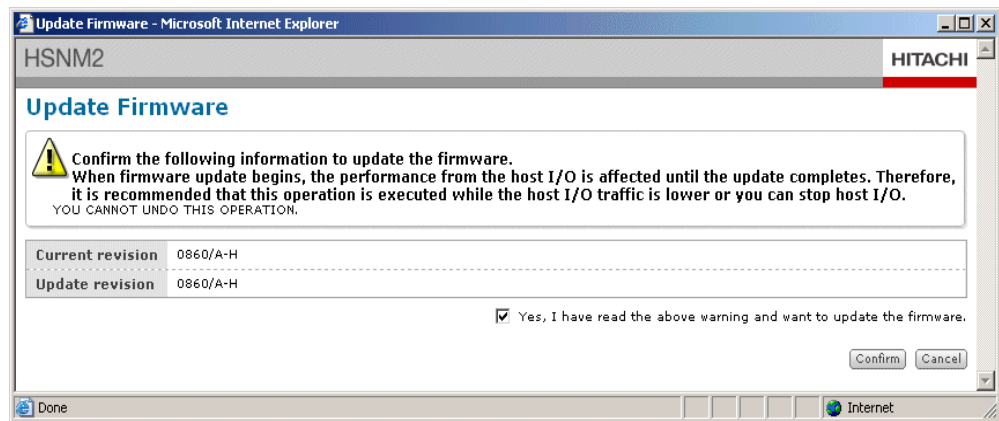 Update Firmware - Microsoft Internet Explorer
HSNM2
HITACHI
Update Firmware
Confirm the following information to update the firmware.
When firmware update begins, the performance from the host I/O is affected until the update completes. Therefore,
it is recommended that this operation is executed while the host I/O traffic is lower or you can stop host I/O.
YOU CANNOT UNDO THIS OPERATION.
Current revision 0860/A-H
Update revision 0860/A-H
Yes, I have read the above warning and want to update the firmware.
Confirm Cancel
Done Internet